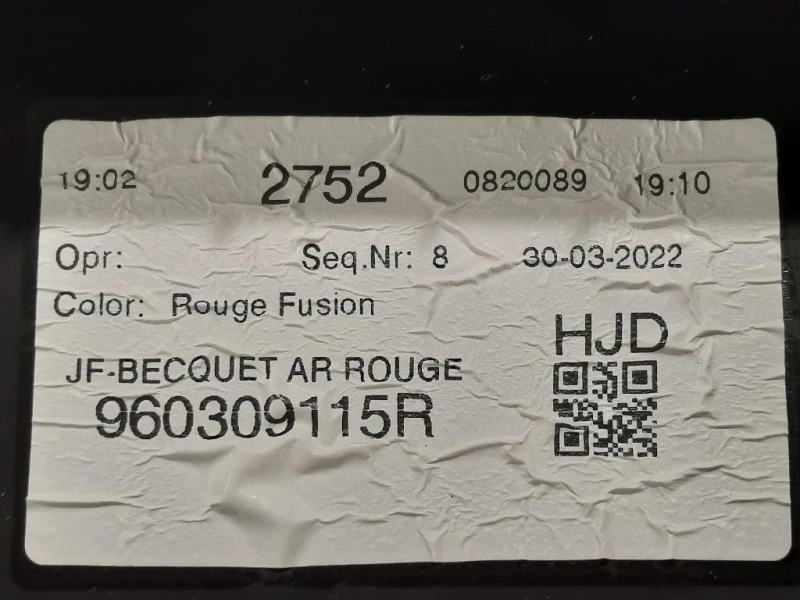 19:02 2752 0820089 19:10
Opr: Seq.Nr: 8 30-03-2022
Color: Rouge Fusion
HJD
JF-BECQUET AR ROUGE
960309115R